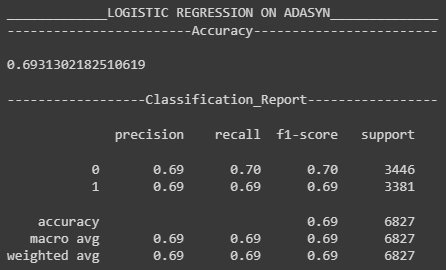 ____________LOGISTIC REGRESSION ON ADASYN_____________
-----------------------Accuracy-----------------------
0.6931302182510619
-----------------Classification_Report----------------
precision recall f1-score support
0 0.69 0.70 0.70 3446
1 0.69 0.69 0.69 3381
accuracy 0.69 6827
macro avg 0.69 0.69 0.69 6827
weighted avg 0.69 0.69 0.69 6827